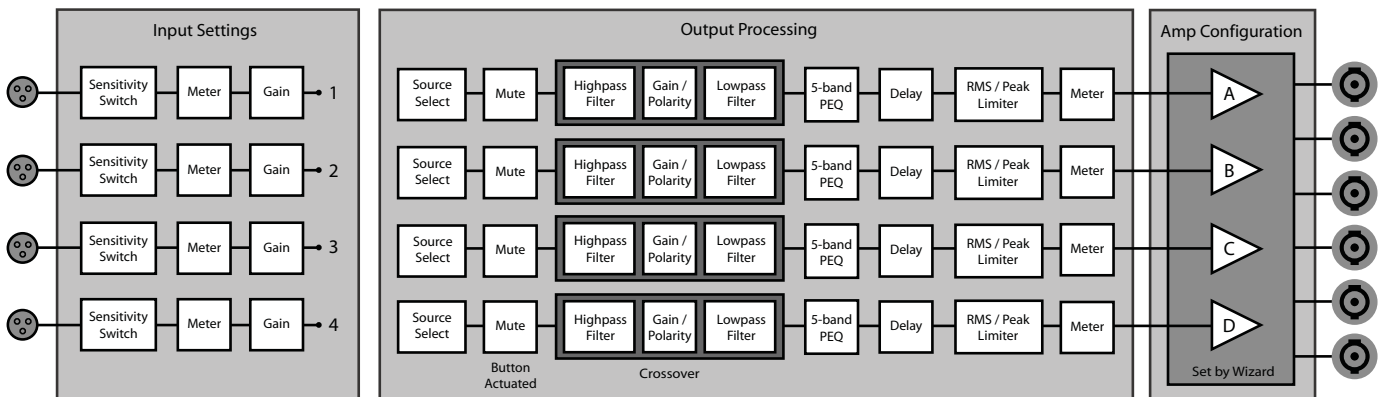 Input Settings
Output Processing
Amp Configuration
Sensitivity
Switch
Meter
Gain
1
Source
Select
Mute
Highpass
Filter
Gain /
Polarity
Lowpass
Filter
5-band
PEQ
Delay
RMS / Peak
Limiter
Meter
A
Sensitivity
Switch
Meter
Gain
2
Source
Select
Mute
Highpass
Filter
Gain /
Polarity
Lowpass
Filter
5-band
PEQ
Delay
RMS / Peak
Limiter
Meter
B
Sensitivity
Switch
Meter
Gain
3
Source
Select
Mute
Highpass
Filter
Gain /
Polarity
Lowpass
Filter
5-band
PEQ
Delay
RMS / Peak
Limiter
Meter
C
Sensitivity
Switch
Meter
Gain
4
Source
Select
Mute
Highpass
Filter
Gain /
Polarity
Lowpass
Filter
5-band
PEQ
Delay
RMS / Peak
Limiter
Meter
D
Button
Actuated
Crossover
Set by Wizard